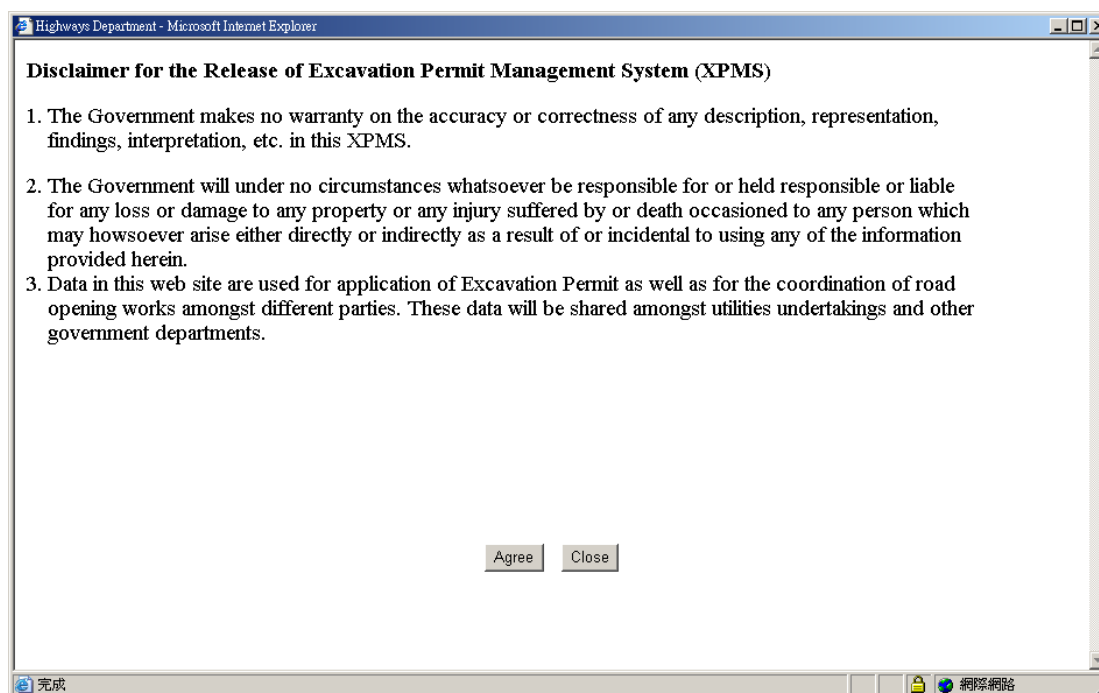 Highways Department - Microsoft Internet Explorer
Disclaimer for the Release of Excavation Permit Management System (XPMS)
1. The Government makes no warranty on the accuracy or correctness of any description, representation,
findings, interpretation, etc. in this XPMS.
2. The Government will under no circumstances whatsoever be responsible for or held responsible or liable
for any loss or damage to any property or any injury suffered by or death occasioned to any person which
may howsoever arise either directly or indirectly as a result of or incidental to using any of the information
provided herein.
3. Data in this web site are used for application of Excavation Permit as well as for the coordination of road
opening works amongst different parties. These data will be shared amongst utilities undertakings and other
government departments.
Agree Close
完成 網際網路